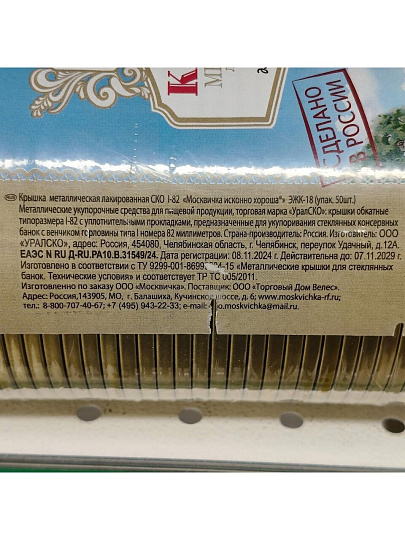 К
МЕ
СДЕЛАНО
В РОССИИ
Крышка металлическая лакированная СКО I-82 «Москвичка исконно хороша®» ЭЖК-18 (упак. 50шт.)
Металлические укупорочные средства для пищевой продукции, торговая марка «УралСКО»: крышки обкатные
типоразмера I-82 с уплотнительными прокладками, предназначенные для укупоривания стеклянных консервных
банок с венчиком горловины типа I номера 82 миллиметров. Страна-производитель: Россия. Изготовитель: ООО
«УРАЛСКО», адрес: Россия, 454080, Челябинская область, г. Челябинск, переулок Удачный, д.12А.
ЕАЭС N RU Д-RU.РА10.В.31549/24. Дата регистрации: 08.11.2024 г. Действительна до: 07.11.2029 г.
Изготовлено в соответствии с ТУ 9299-001-8699 4-15 «Металлические крышки для стеклянных
банок. Технические условия» и соответствует ТР ТС 005/2011.
Изготовлено по заказу ООО «Москвичка». Поставщик: ООО «Торговый Дом Велес».
Адрес: Россия,143905, МО, г. Балашиха, Кучинское шоссе, д. 6; www.moskvichka-rf.ru;
тел.: 8-800-707-40-67; +7 (495) 943-22-33; e-mail: ooo.moskvichka@mail.ru